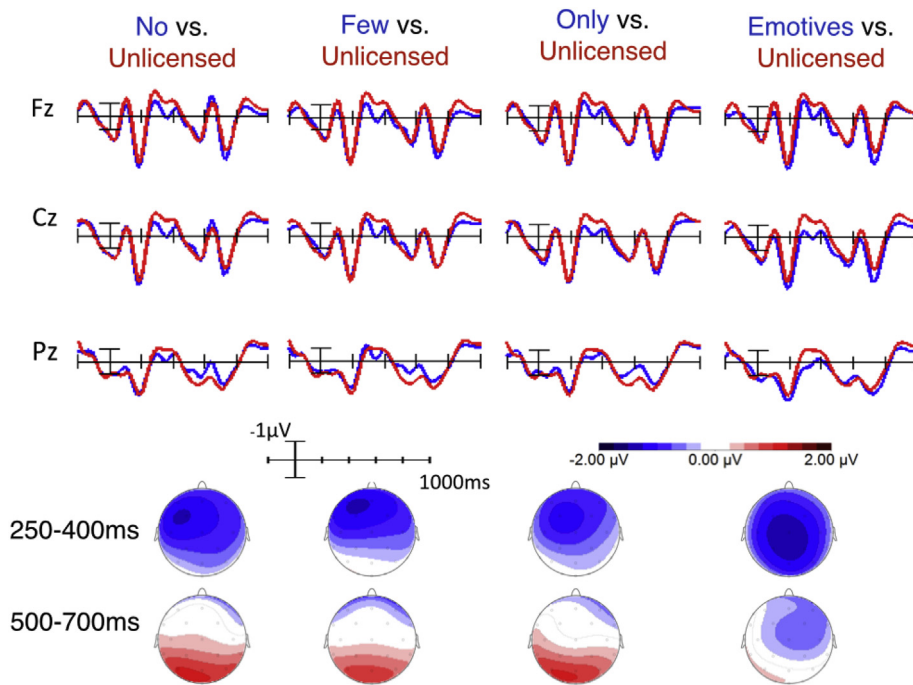 No vs.
Unlicensed
Few vs.
Unlicensed
Only vs.
Unlicensed
Emotives vs.
Unlicensed
Fz
Cz
Pz
-1μV
1000ms
-2.00 μV 0.00 μV 2.00 μV
250-400ms
500-700ms